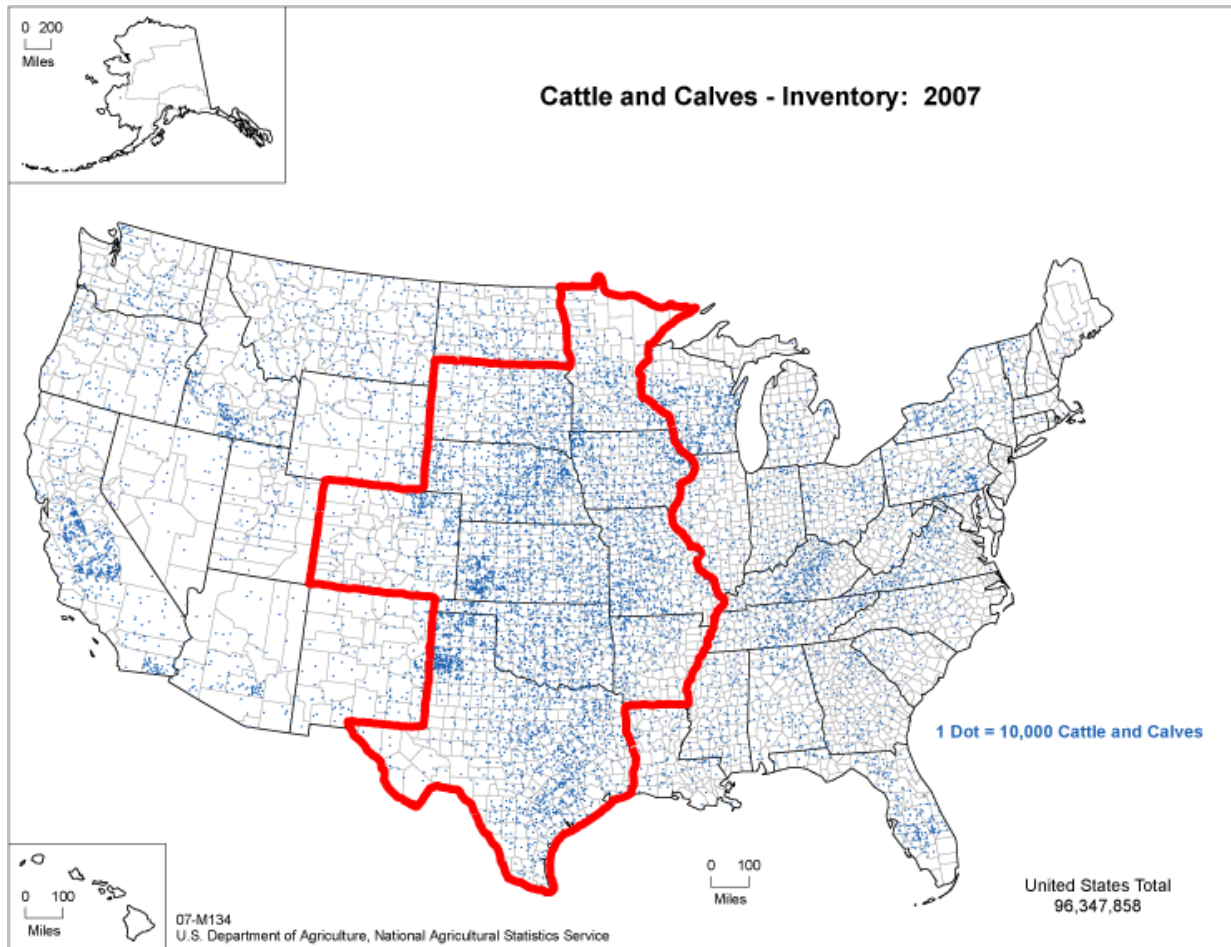 0 200
Miles
Cattle and Calves - Inventory: 2007
1 Dot = 10,000 Cattle and Calves
0 100
Miles
0 100
Miles
United States Total
96,347,858
07-M134
U.S. Department of Agriculture, National Agricultural Statistics Service